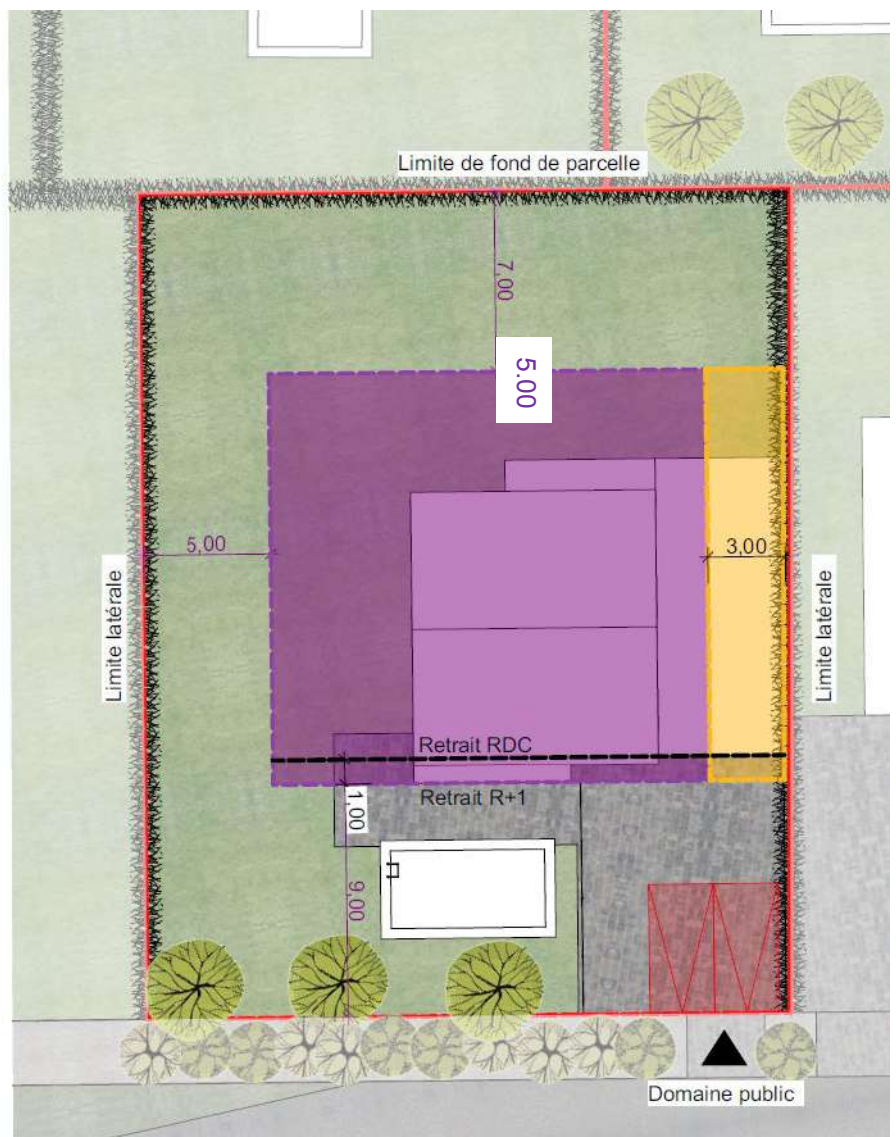 Limite de fond de parcelle
7,00
5.00
5,00
3,00
Limite latérale
Limite latérale
Retrait RDC
Retrait R+1
1,00
9,00
Domaine public